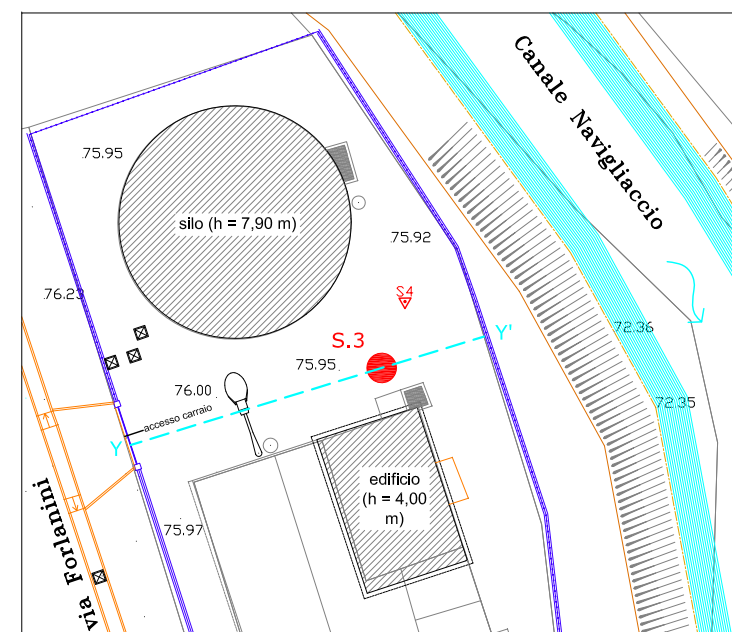 Canale Navigliaccio
75.95
silo (h = 7,90 m)
75.92
76.23
S4
72.36
S.3
Y'
75.95
76.00
72.35
accesso carraio
Y
edificio
(h = 4,00
m)
75.97
via Forlanini